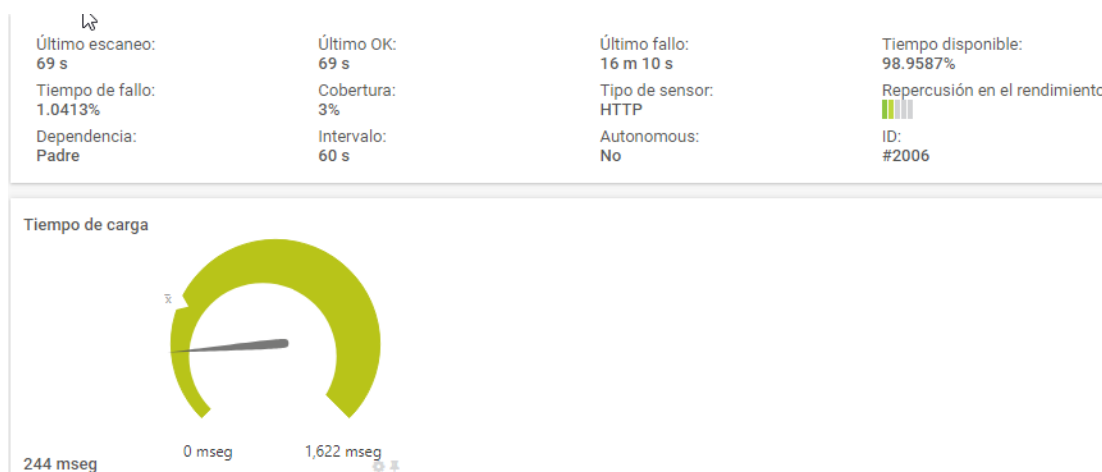 Último escaneo:
69 s
Último OK:
69 s
Último fallo:
16 m 10 s
Tiempo disponible:
98.9587%
Tiempo de fallo:
1.0413%
Cobertura:
3%
Tipo de sensor:
HTTP
Repercusión en el rendimiento
Dependencia:
Padre
Intervalo:
60 s
Autonomous:
No
ID:
#2006
Tiempo de carga
x̄
0 mseg
1,622 mseg
244 mseg